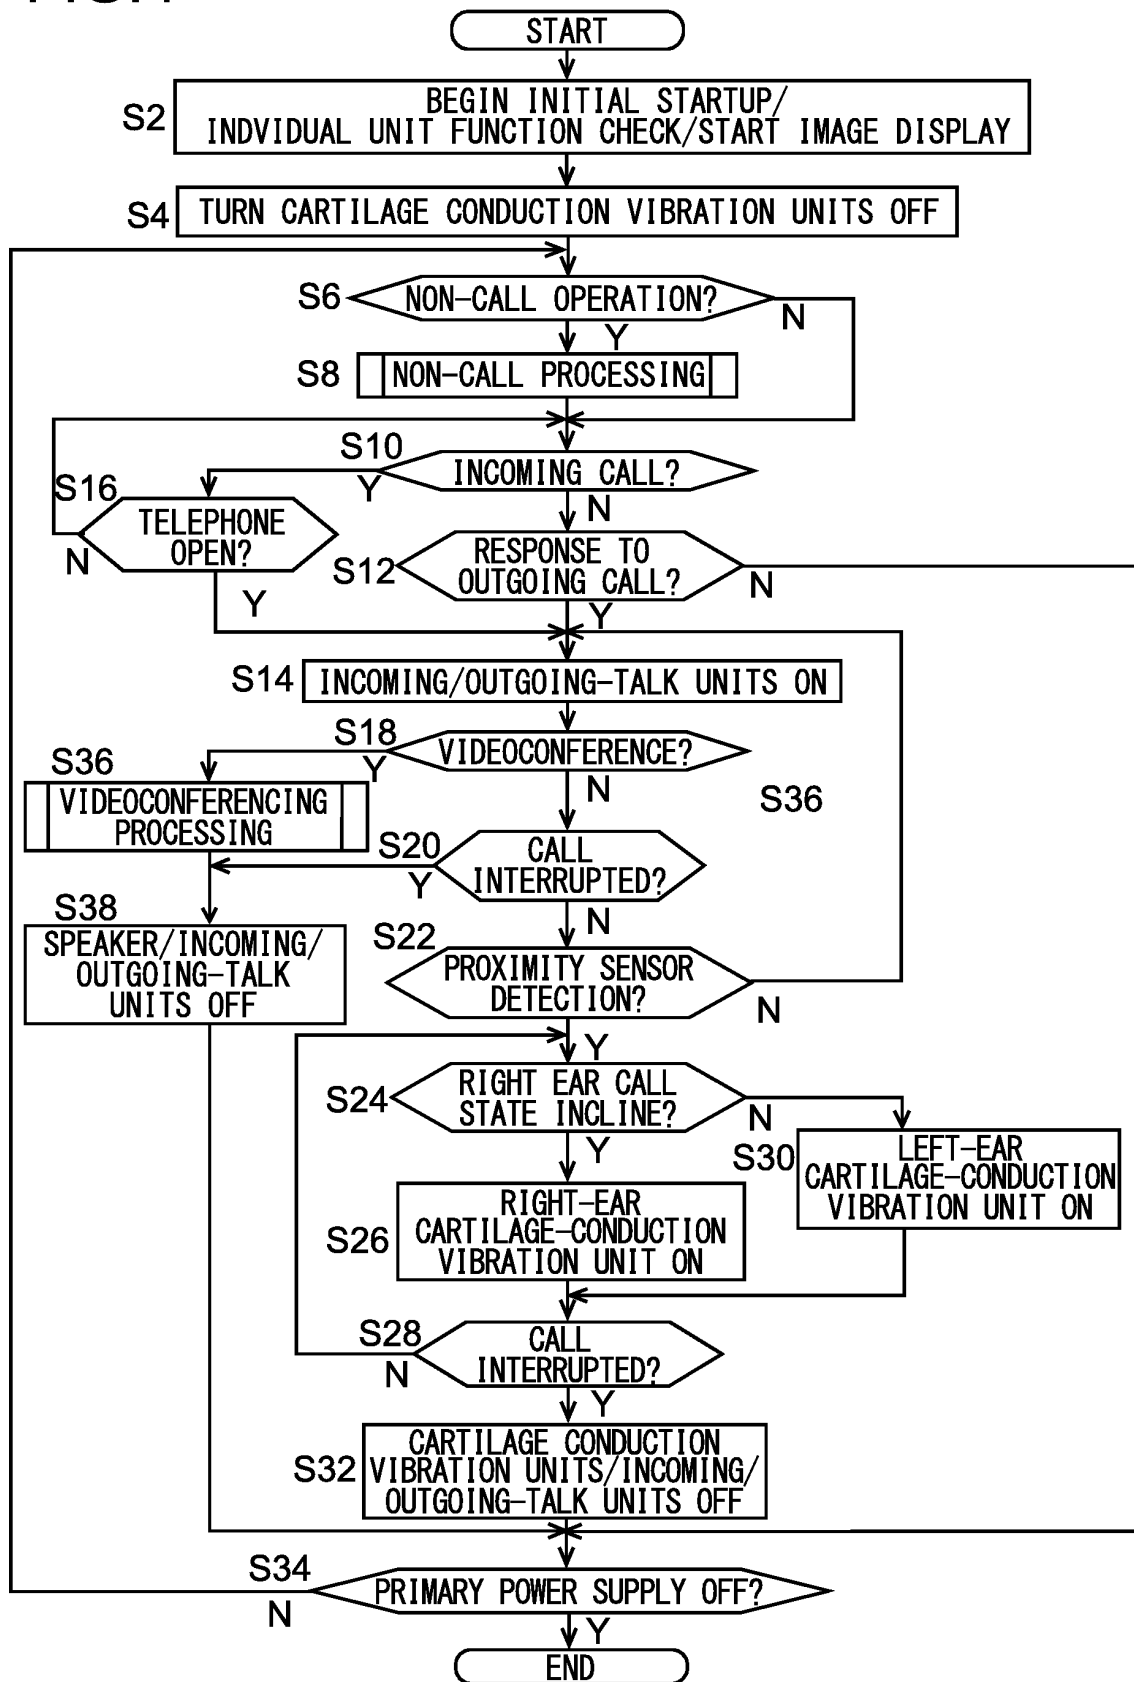 START
S2
BEGIN INITIAL STARTUP/
INDVIDUAL UNIT FUNCTION CHECK/START IMAGE DISPLAY
S4
TURN CARTILAGE CONDUCTION VIBRATION UNITS OFF
S6
NON-CALL OPERATION?
N
Y
S8
NON-CALL PROCESSING
S10
INCOMING CALL?
Y
N
S16
TELEPHONE
OPEN?
N
Y
S12
RESPONSE TO
OUTGOING CALL?
N
Y
S14
INCOMING/OUTGOING-TALK UNITS ON
S18
VIDEOCONFERENCE?
Y
N
S36
VIDEOCONFERENCING
PROCESSING
S36
S20
CALL
INTERRUPTED?
Y
N
S38
SPEAKER/INCOMING/
OUTGOING-TALK
UNITS OFF
S22
PROXIMITY SENSOR
DETECTION?
N
Y
S24
RIGHT EAR CALL
STATE INCLINE?
N
Y
S30
LEFT-EAR
CARTILAGE-CONDUCTION
VIBRATION UNIT ON
S26
RIGHT-EAR
CARTILAGE-CONDUCTION
VIBRATION UNIT ON
S28
CALL
INTERRUPTED?
N
Y
S32
CARTILAGE CONDUCTION
VIBRATION UNITS/INCOMING/
OUTGOING-TALK UNITS OFF
S34
PRIMARY POWER SUPPLY OFF?
N
Y
END